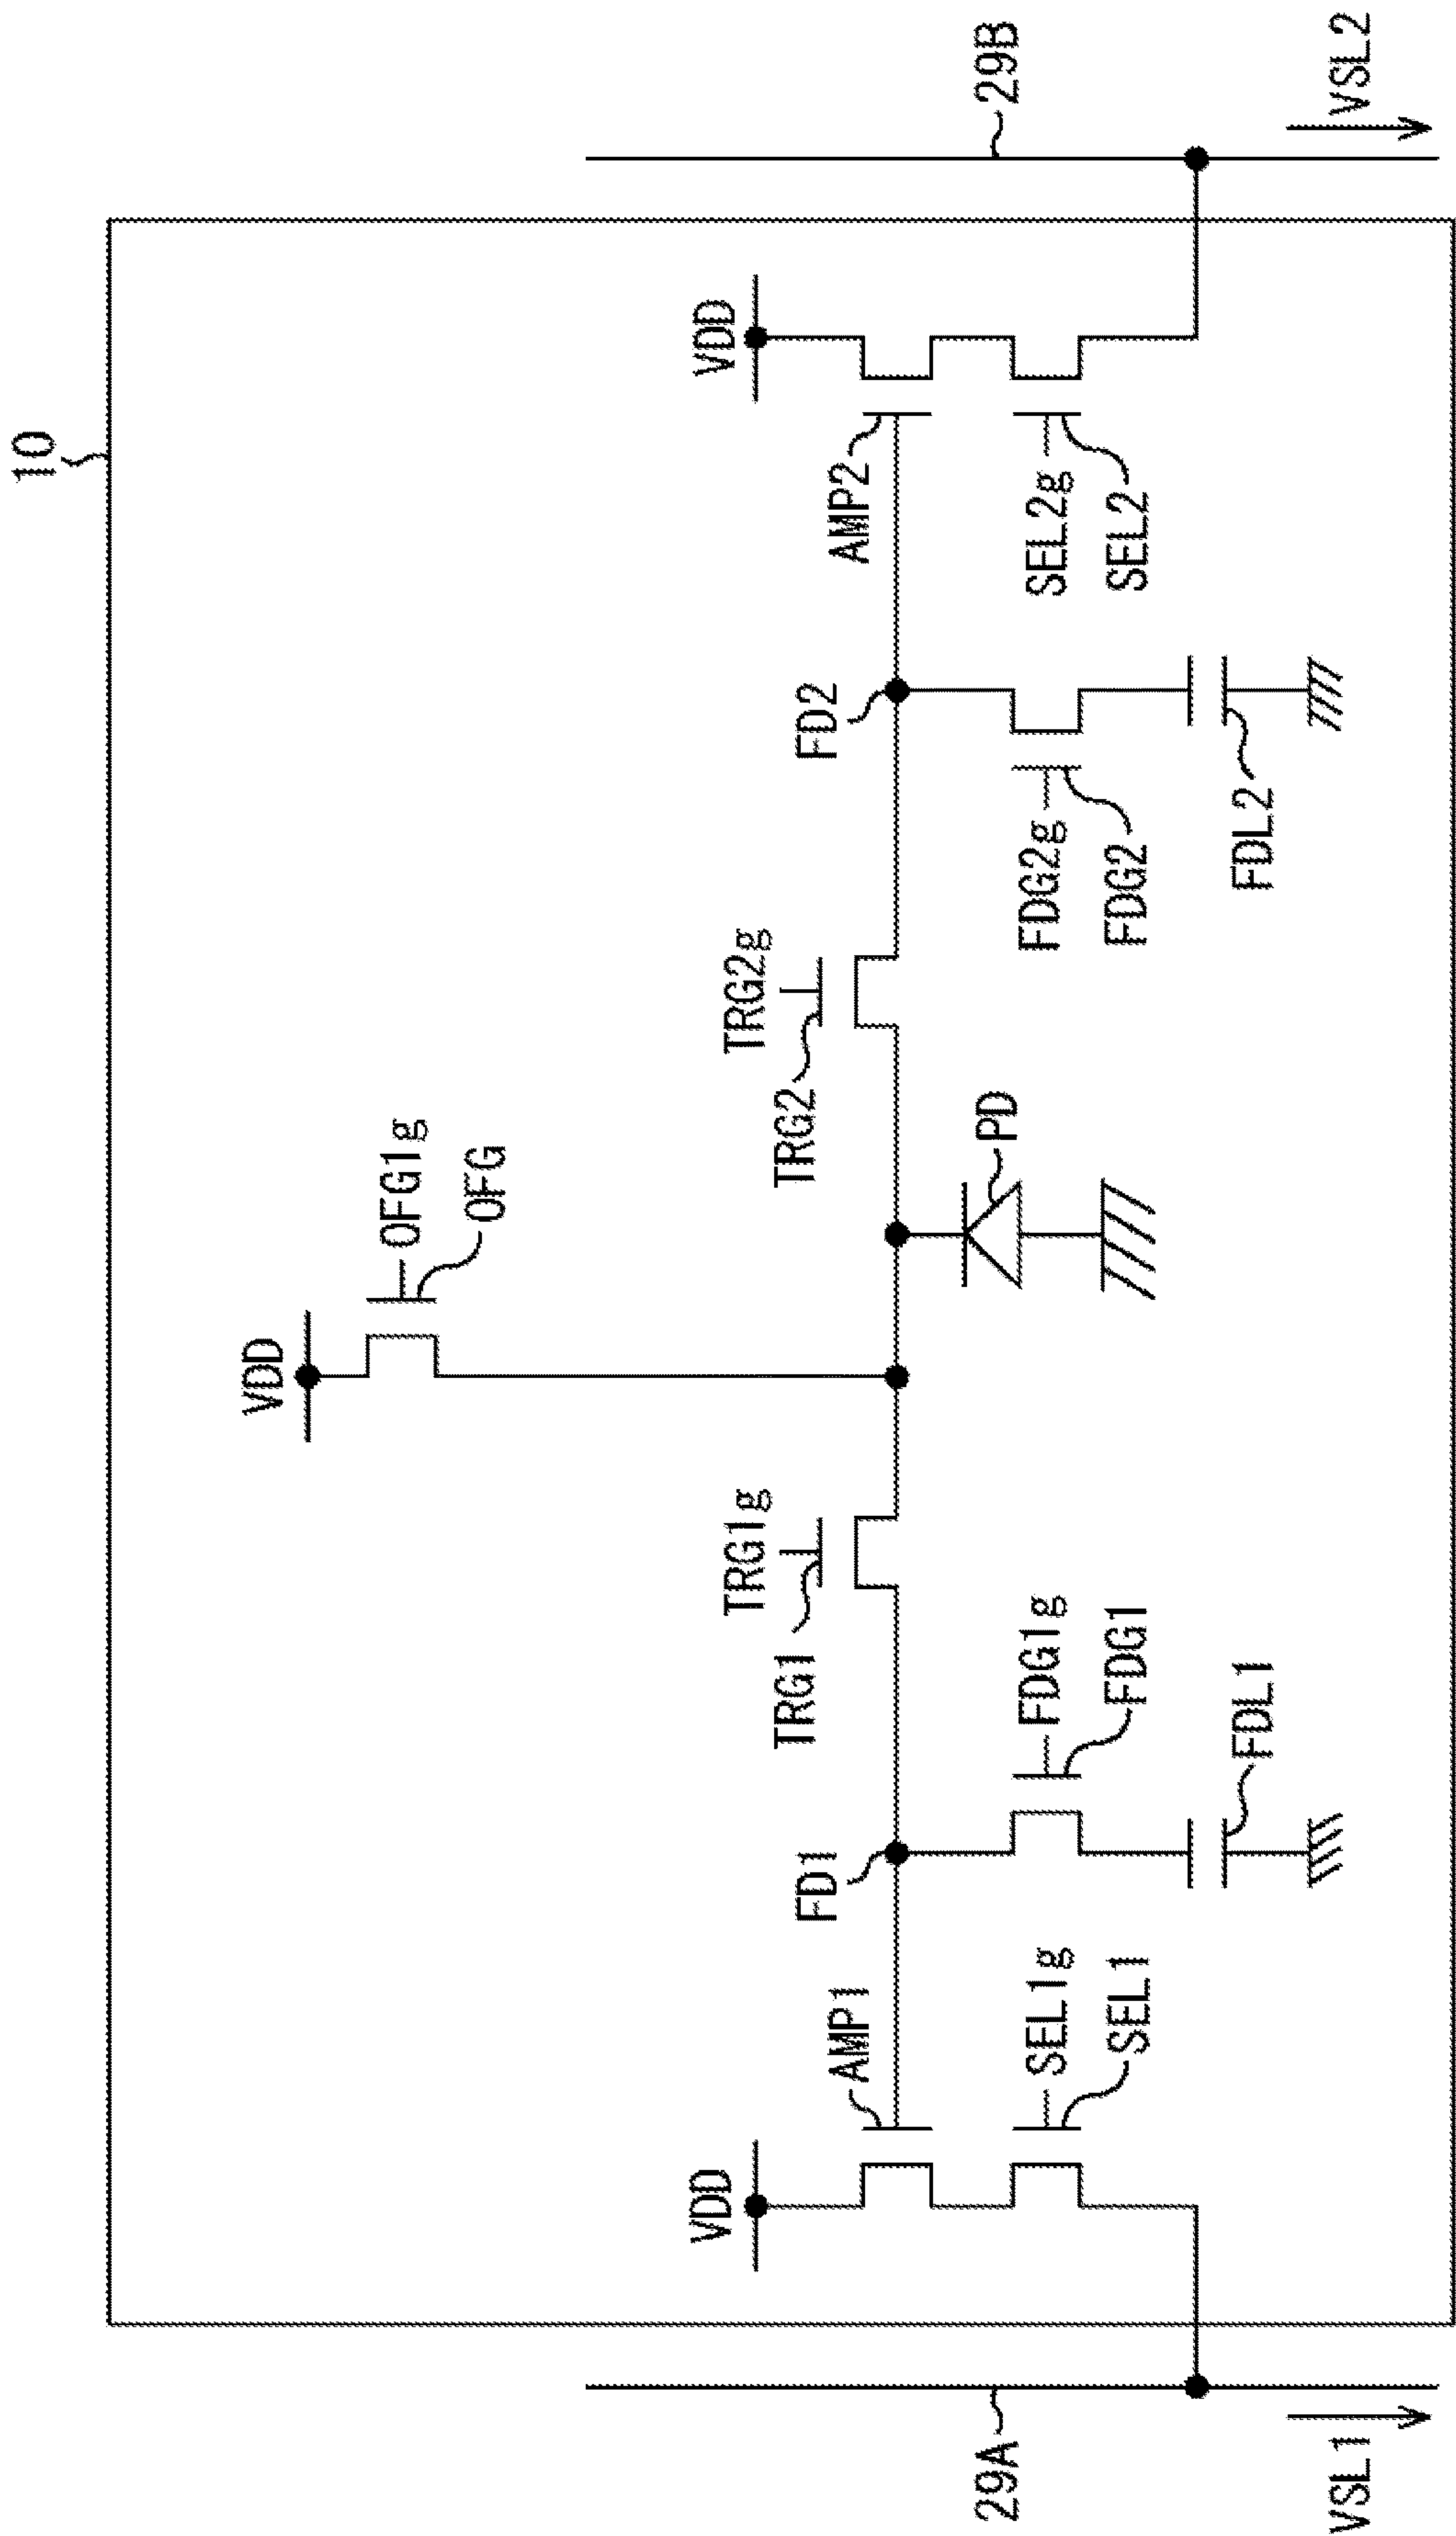 10
VDD
OFG1g
OFG
VDD
TRG1g
TRG1
TRG2g
TRG2
VDD
AMP1
FD1
FD2
AMP2
SEL1g
SEL1
FDG1g
FDG1
PD
FDG2g
FDG2
SEL2g
SEL2
29A
29B
FDL1
FDL2
VSL1
VSL2